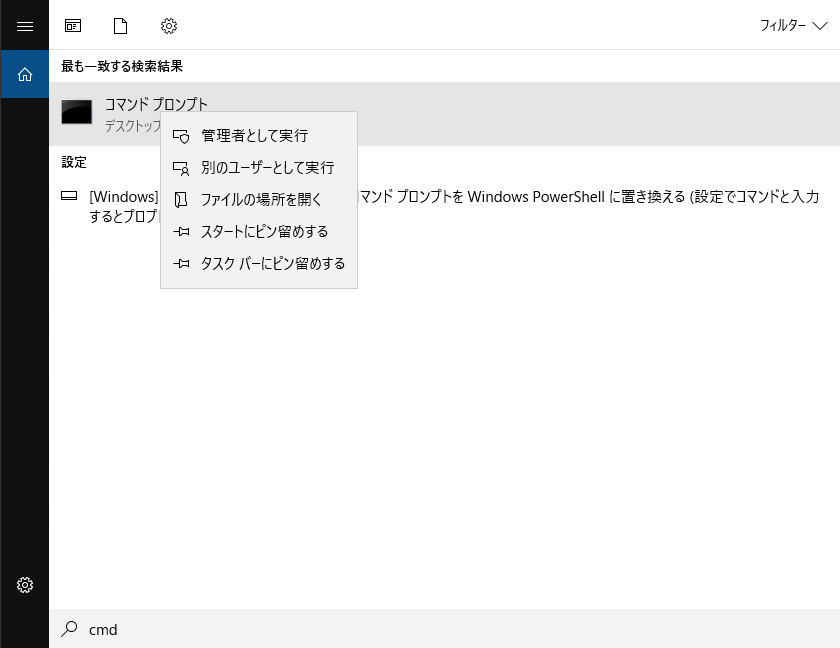 フィルター
最も一致する検索結果
コマンド プロンプト
デスクトップ
管理者として実行
別のユーザーとして実行
ファイルの場所を開く
スタートにピン留めする
タスク バーにピン留めする
設定
[Windows]
マンド プロンプトを Windows PowerShell に置き換える (設定でコマンドと入力
するとプロプ
cmd